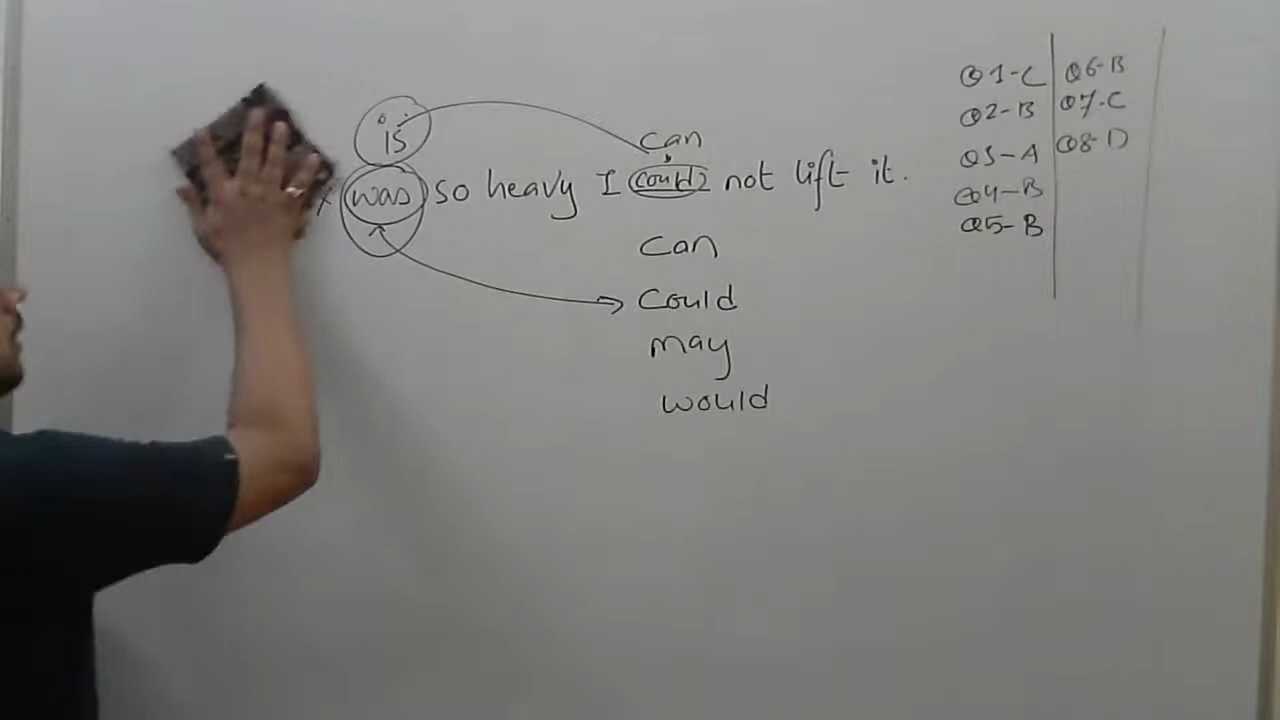 is
can
was so heavy I could not lift it.
can
Could
may
would
Q1-C
Q2-B
Q3-A
Q4-B
Q5-B
Q6-B
Q7-C
Q8-D